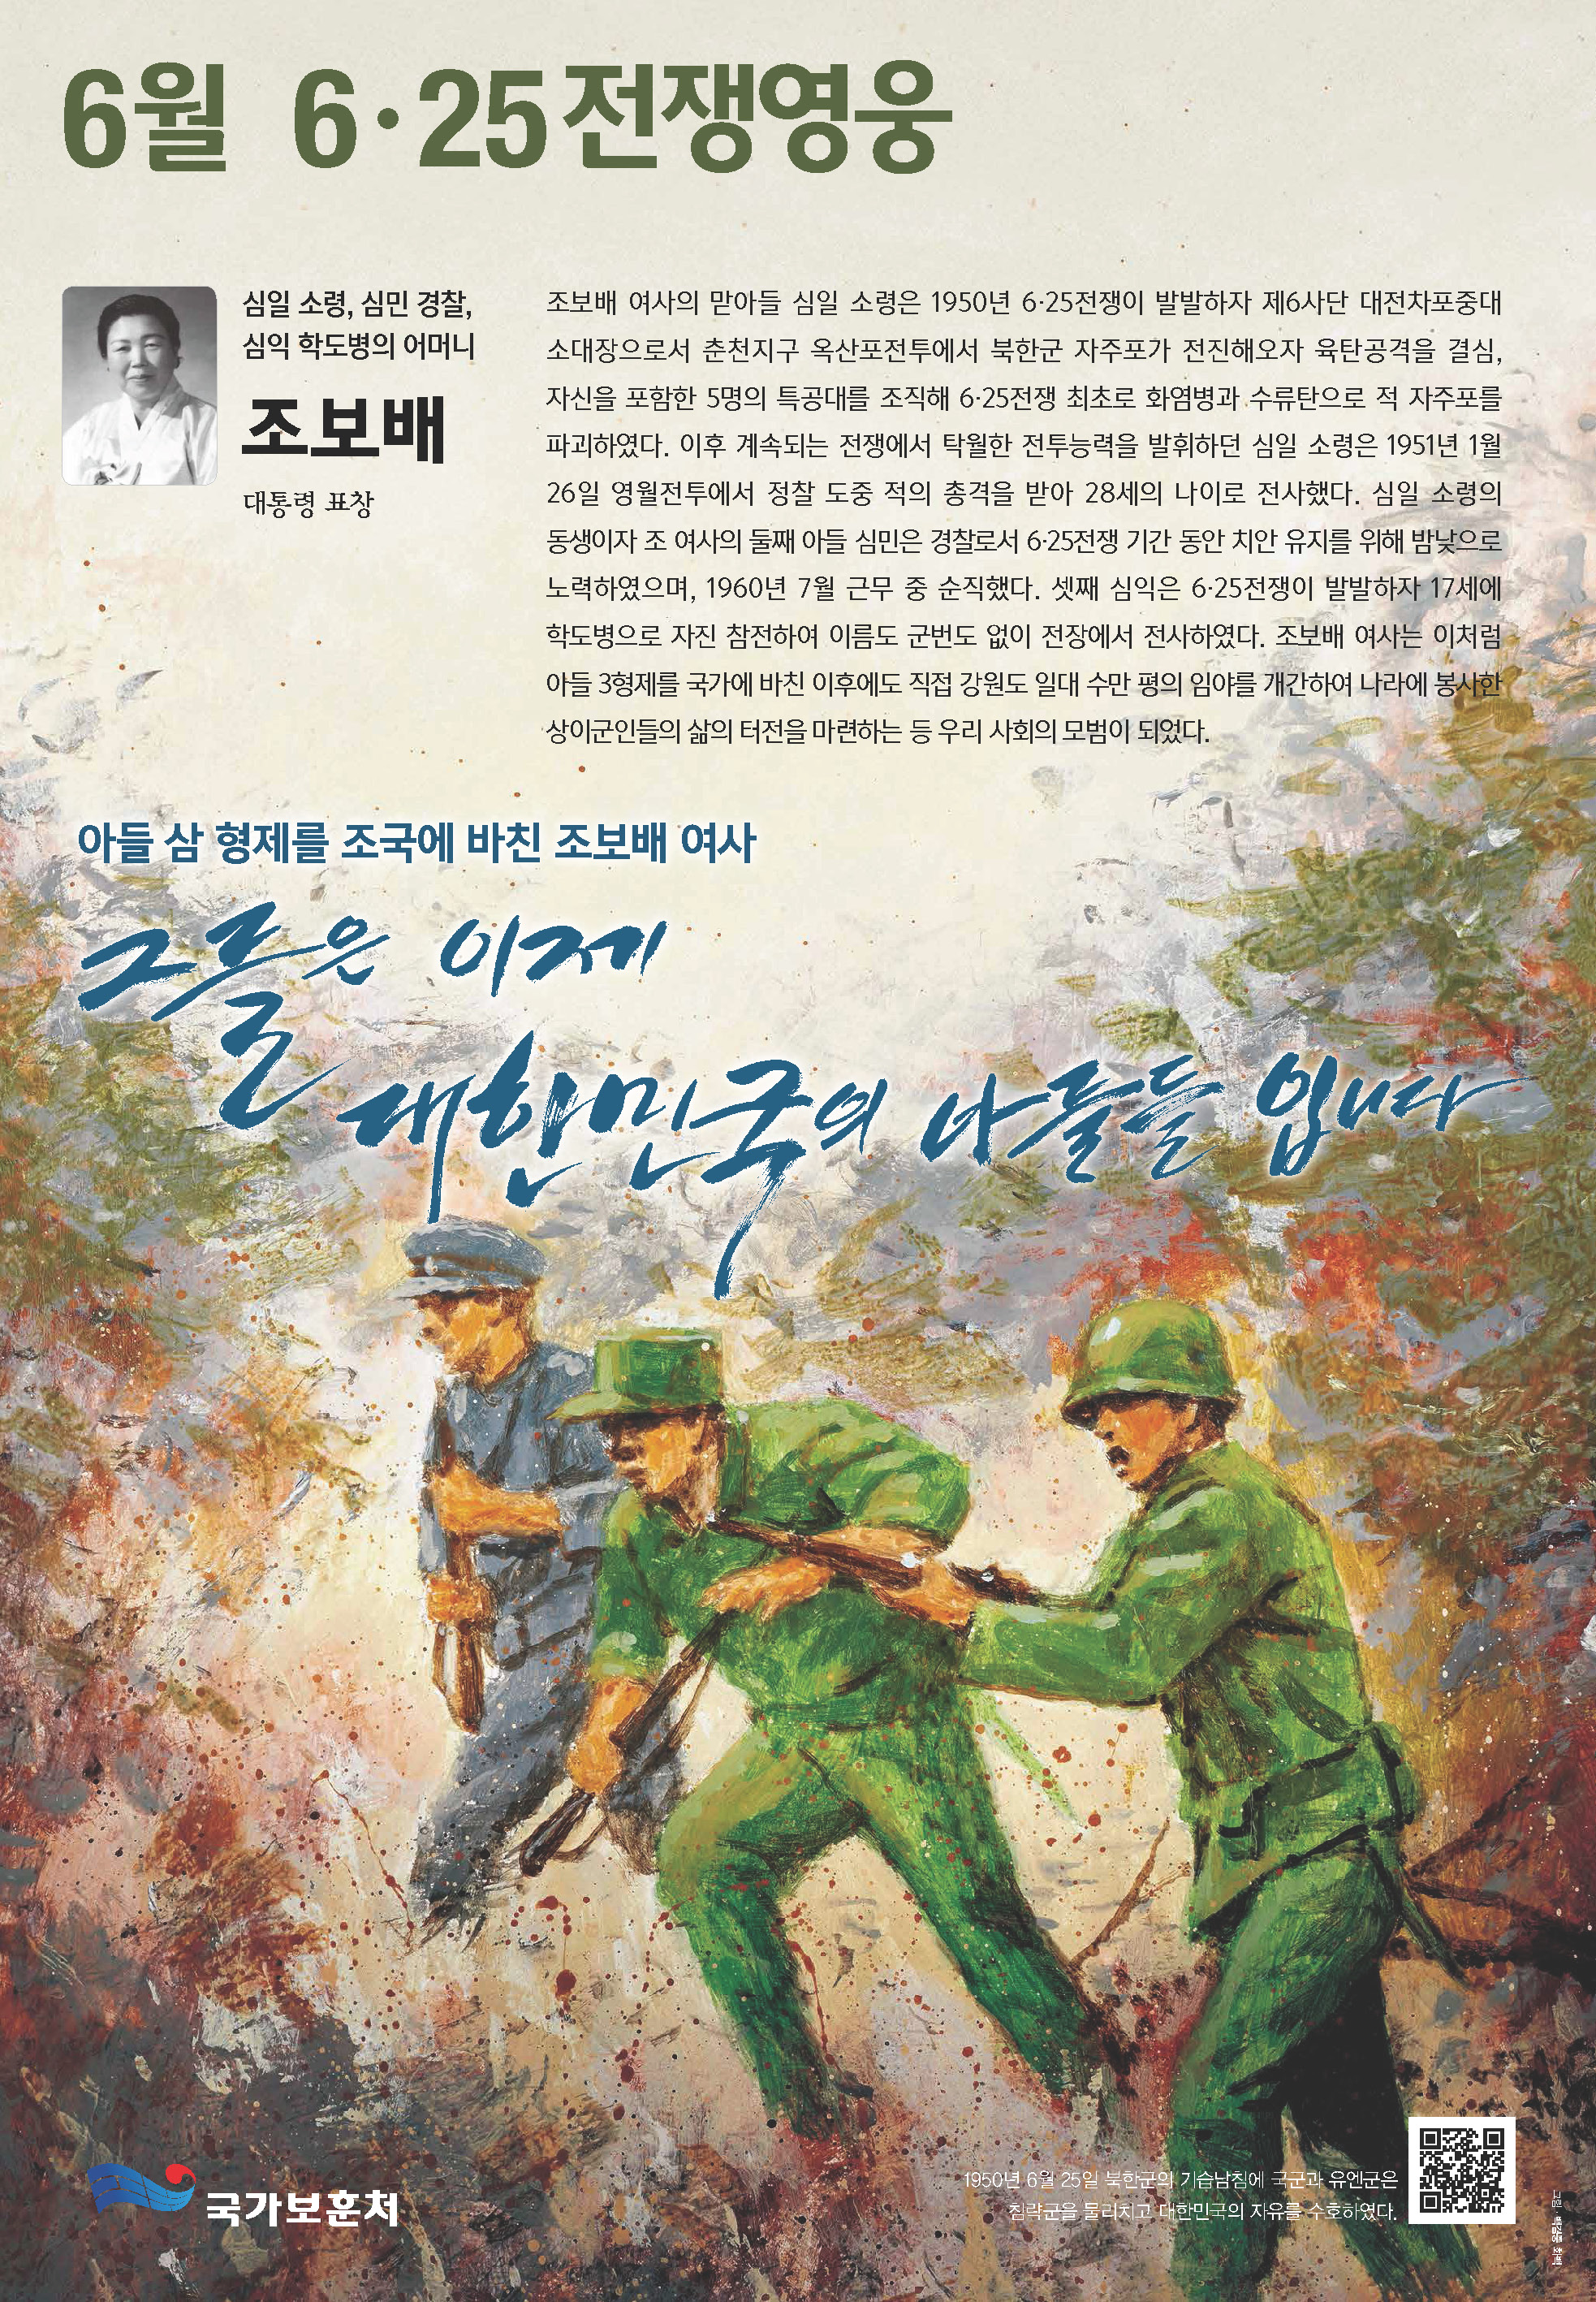 6월 6·25전쟁영웅
심일 소령, 심민 경찰,
심익 학도병의 어머니
조보배
대통령 표창
조보배 여사의 맏아들 심일 소령은 1950년 6·25전쟁이 발발하자 제6사단 대전차포중대
소대장으로서 춘천지구 옥산포전투에서 북한군 자주포가 전진해오자 육탄공격을 결심,
자신을 포함한 5명의 특공대를 조직해 6·25전쟁 최초로 화염병과 수류탄으로 적 자주포를
파괴하였다. 이후 계속되는 전쟁에서 탁월한 전투능력을 발휘하던 심일 소령은 1951년 1월
26일 영월전투에서 정찰 도중 적의 총격을 받아 28세의 나이로 전사했다. 심일 소령의
동생이자 조 여사의 둘째 아들 심민은 경찰로서 6·25전쟁 기간 동안 치안 유지를 위해 밤낮으로
노력하였으며, 1960년 7월 근무 중 순직했다. 셋째 심익은 6·25전쟁이 발발하자 17세에
학도병으로 자진 참전하여 이름도 군번도 없이 전장에서 전사하였다. 조보배 여사는 이처럼
아들 3형제를 국가에 바친 이후에도 직접 강원도 일대 수만 평의 임야를 개간하여 나라에 봉사한
상이군인들의 삶의 터전을 마련하는 등 우리 사회의 모범이 되었다.
아들 삼 형제를 조국에 바친 조보배 여사
그들은 이제
대한민국의 아들들 입니다
1950년 6월 25일 북한군의 기습남침에 국군과 유엔군은
침략군을 물리치고 대한민국의 자유를 수호하였다.
국가보훈처
그림 : 박길동 화백